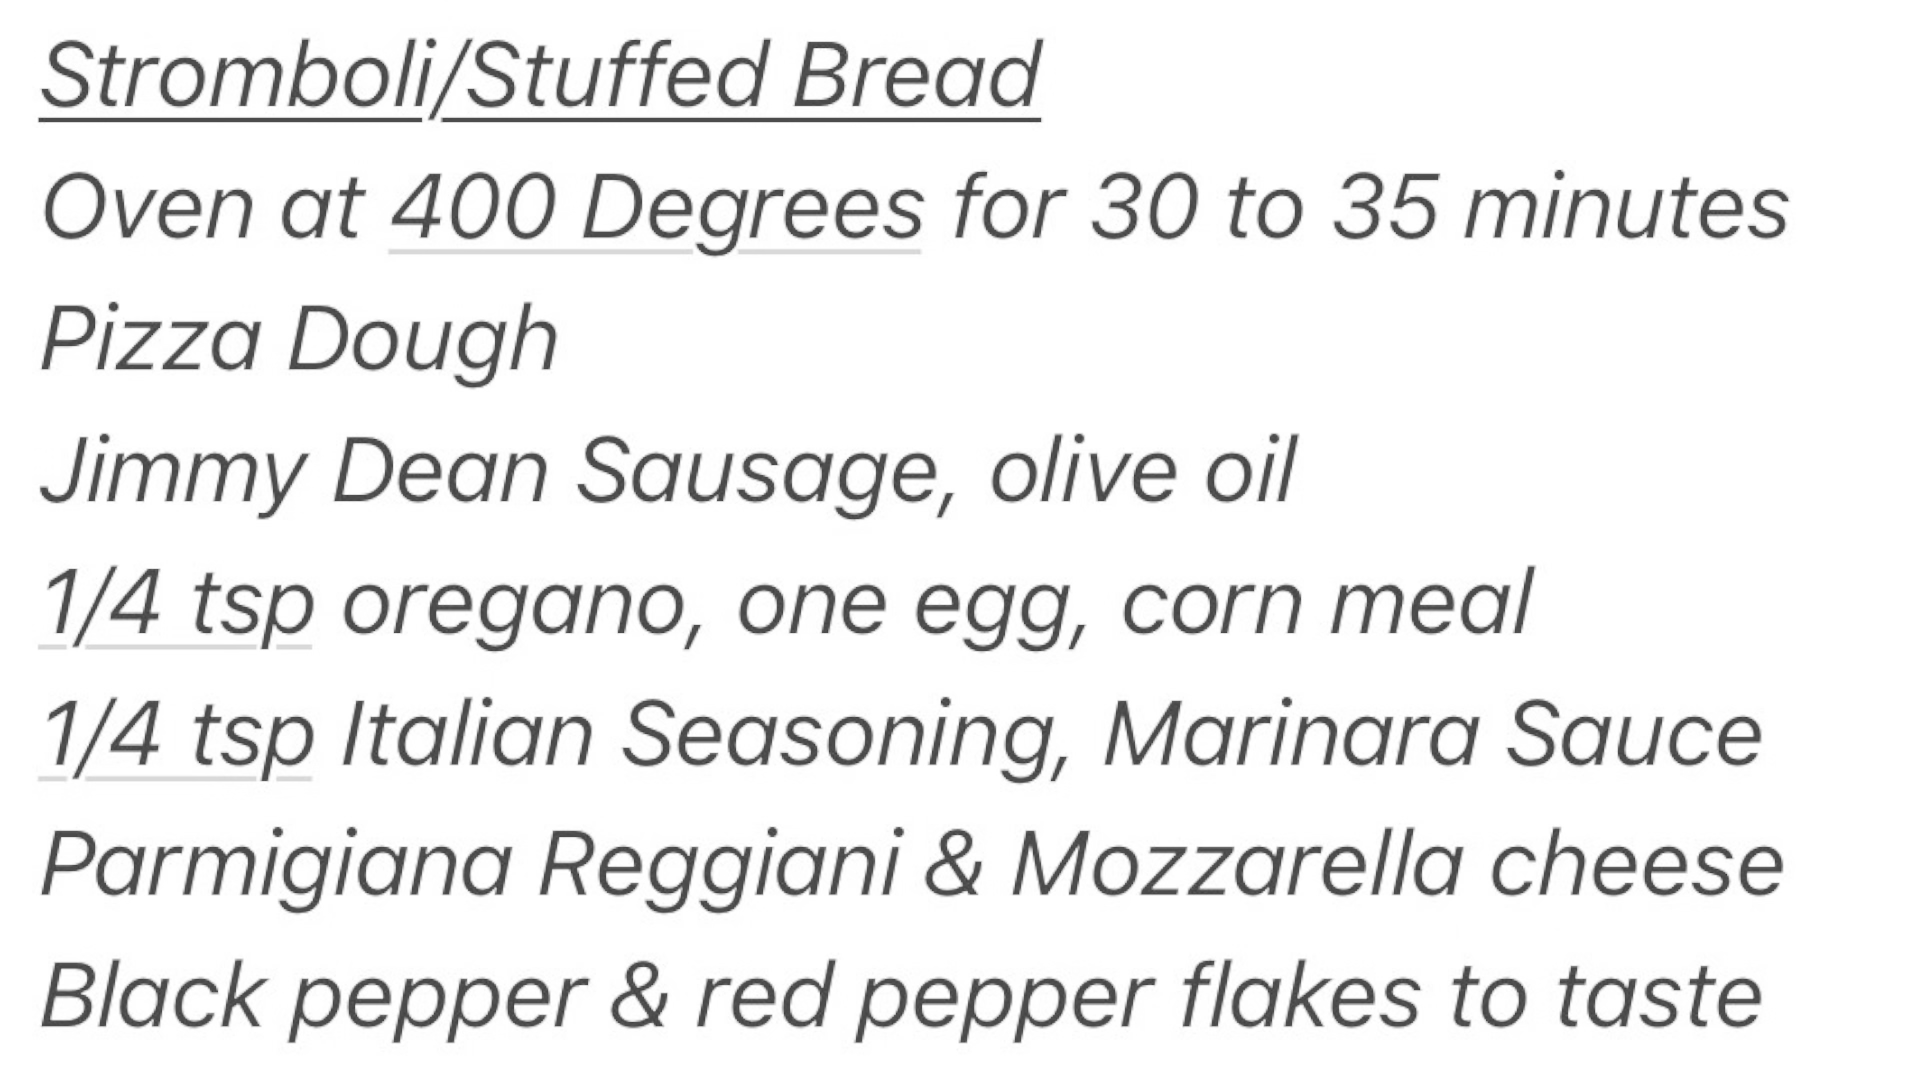 Stromboli/Stuffed Bread
Oven at 400 Degrees for 30 to 35 minutes
Pizza Dough
Jimmy Dean Sausage, olive oil
1/4 tsp oregano, one egg, corn meal
1/4 tsp Italian Seasoning, Marinara Sauce
Parmigiana Reggiani & Mozzarella cheese
Black pepper & red pepper flakes to taste